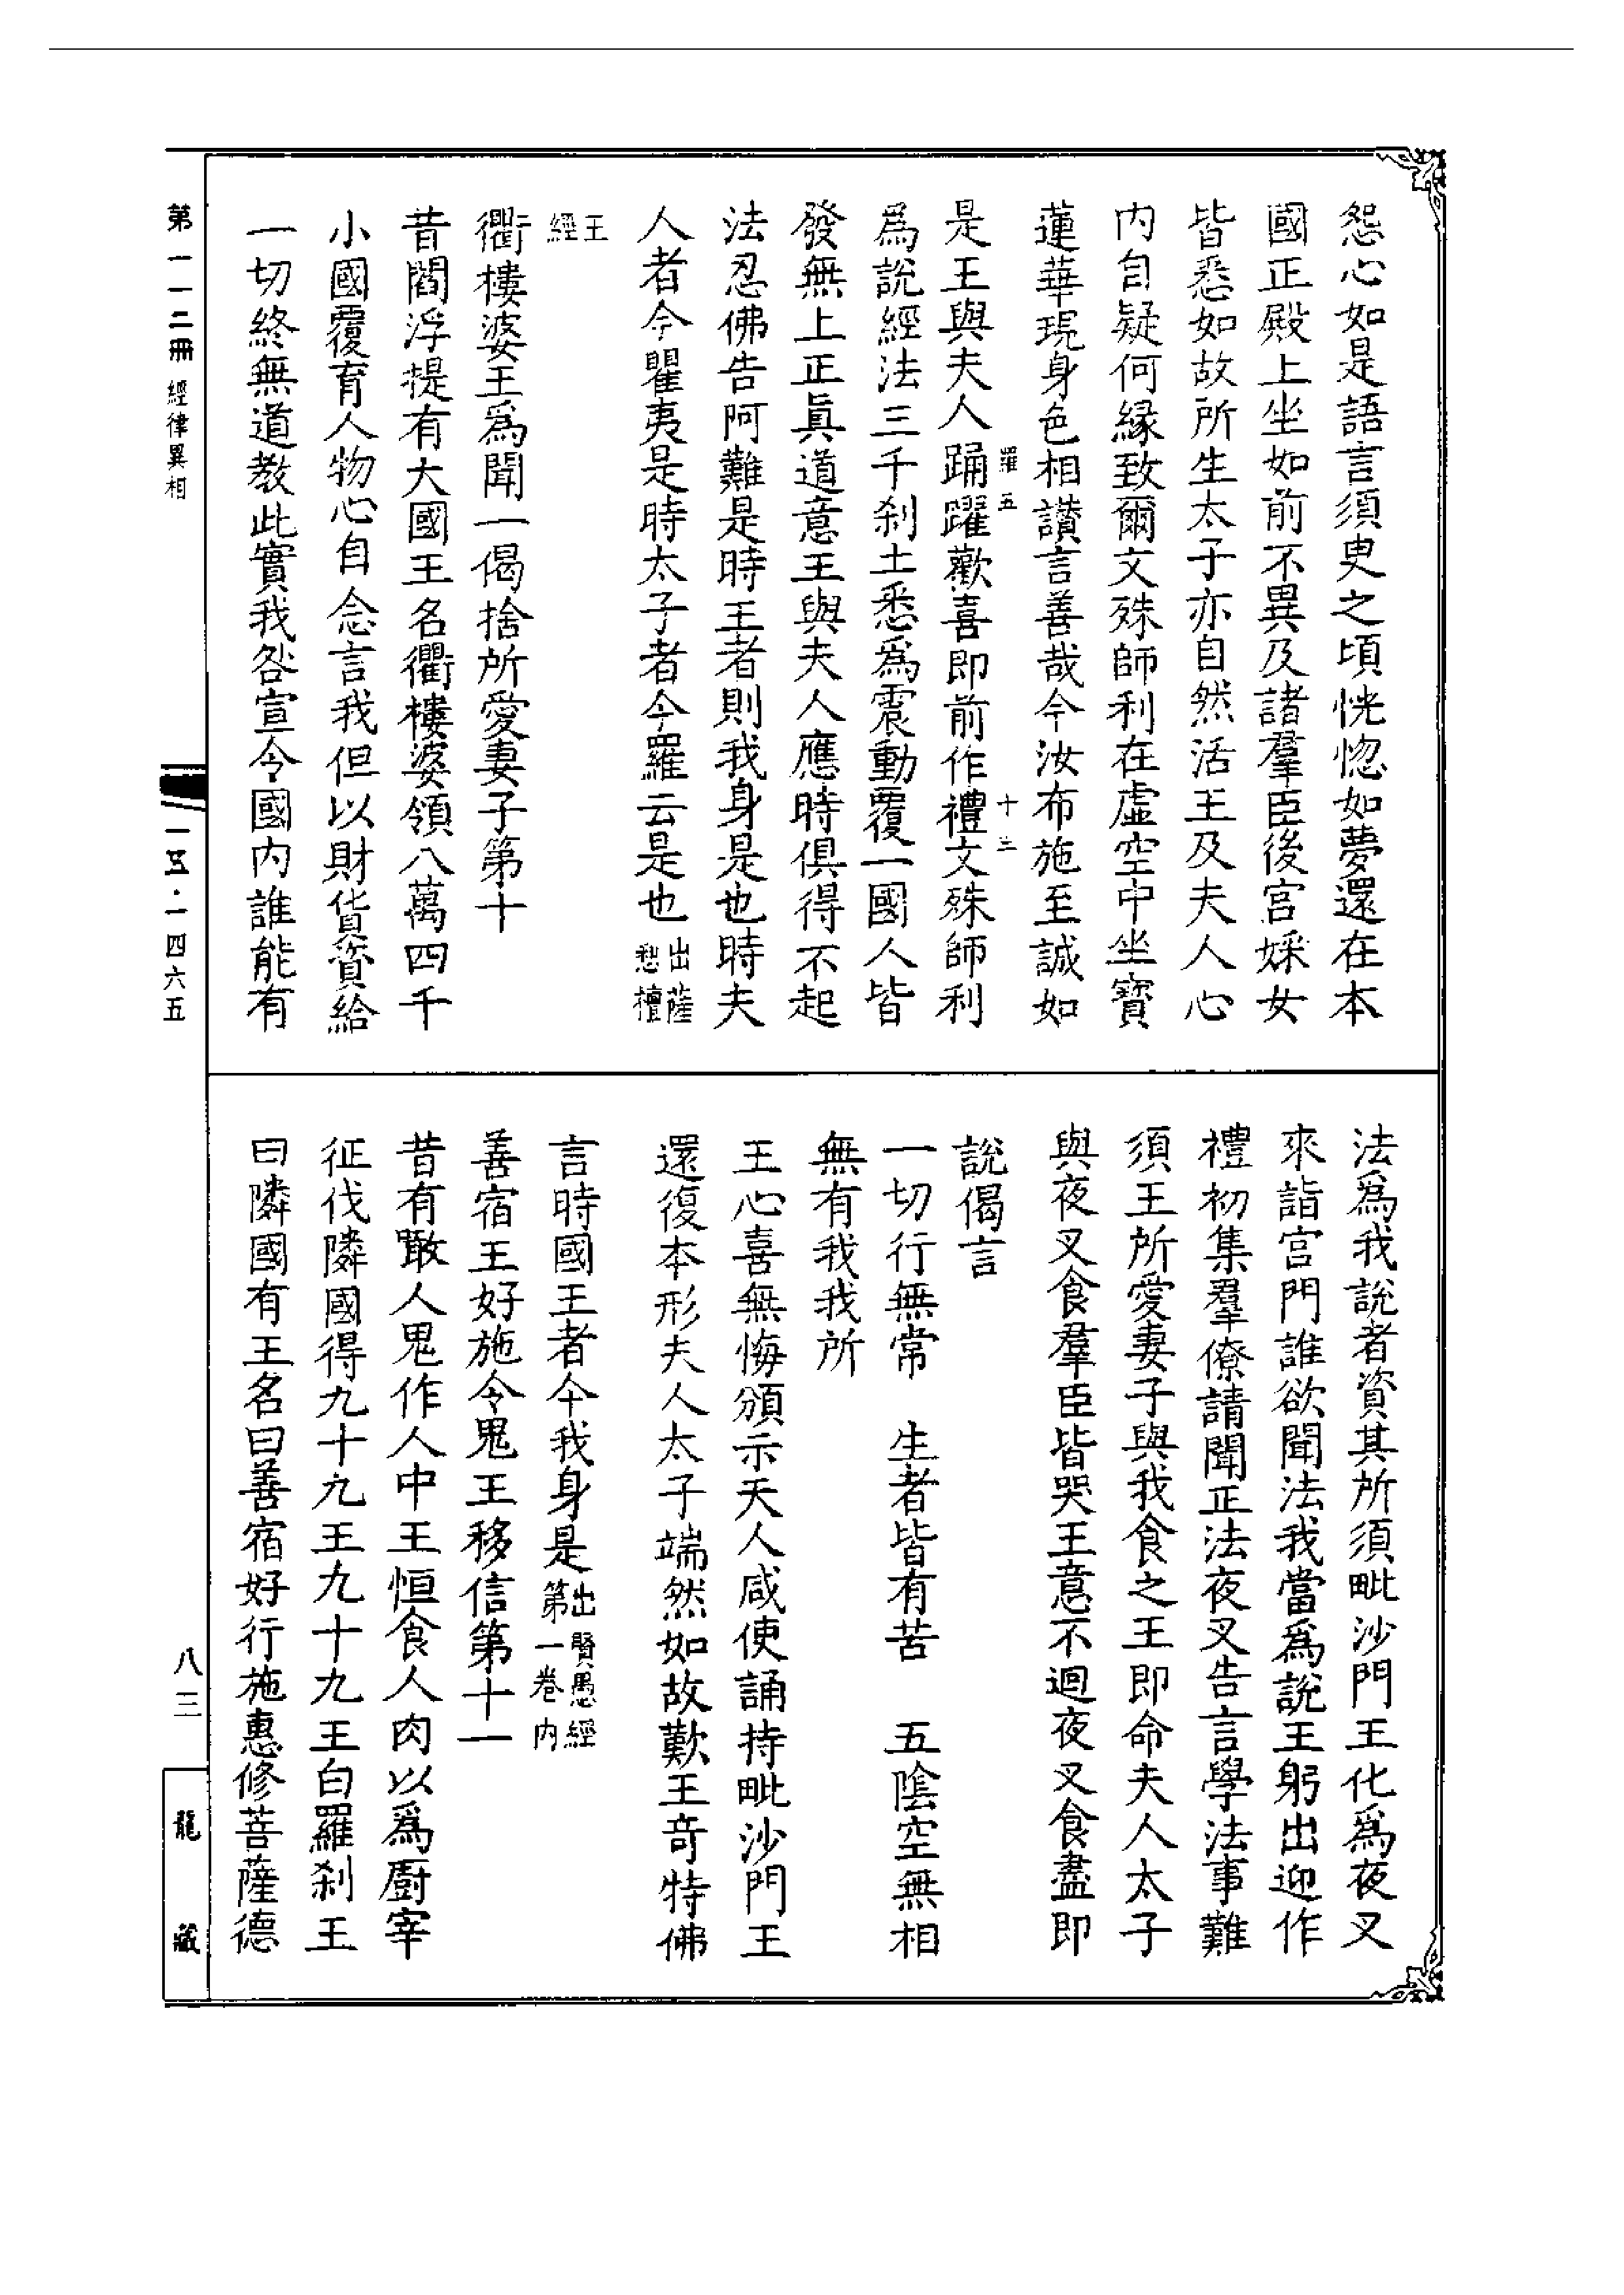 怨心如是語言須臾之頃恍惚如夢還在本
國正殿上坐如前不異及諸羣臣後宮婇女
皆悉如故所生太子亦自然活王及夫人心
內自疑何緣致爾文殊師利在虛空中坐寶
蓮華現身色相讚言善哉今汝布施至誠如
羅五
十三
是王與夫人踊躍歡喜即前作禮文殊師利
為說經法三千剎土悉為震動覆一國人皆
發無上正真道意王與夫人應時俱得不起
法忍佛告阿難是時王者則我身是也時夫
人者今瞿夷是時太子者今羅云是也出薩
惒檀
王
經
衢樓婆王為聞一偈捨所愛妻子第十
昔閻浮提有大國王名衢樓婆領八萬四千
小國覆育人物心自念言我但以財貨資給
一切終無道教此實我咎宣令國內誰能有
法為我說者資其所須毗沙門王化為夜叉
來詣宮門誰欲聞法我當為說王躬出迎作
禮初集羣僚請聞正法夜叉告言學法事難
須王所愛妻子與我食之王即命夫人太子
與夜叉食羣臣皆哭王意不迴夜叉食盡即
說偈言
一切行無常　生者皆有苦　五陰空無相
無有我我所
王心喜無悔頒示天人咸使誦持毗沙門王
還復本形夫人太子端然如故歎王奇特佛
言時國王者今我身是出賢愚經
第一卷內
善宿王好施令鬼王移信第十一
昔有噉人鬼作人中王恒食人肉以為廚宰
征伐隣國得九十九王九十九王白羅剎王
曰隣國有王名曰善宿好行施惠修菩薩德
第一一二冊 經律異相
一五·一四六五
八三
龍藏